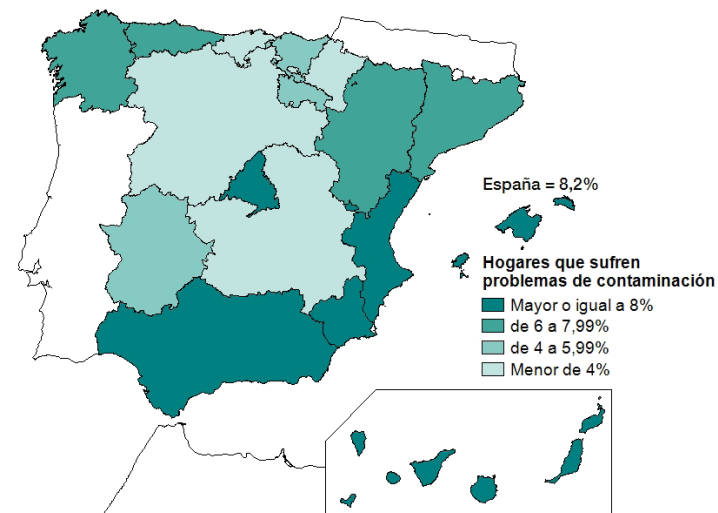 España = 8,2%
Hogares que sufren
problemas de contaminación
Mayor o igual a 8%
de 6 a 7,99%
de 4 a 5,99%
Menor de 4%